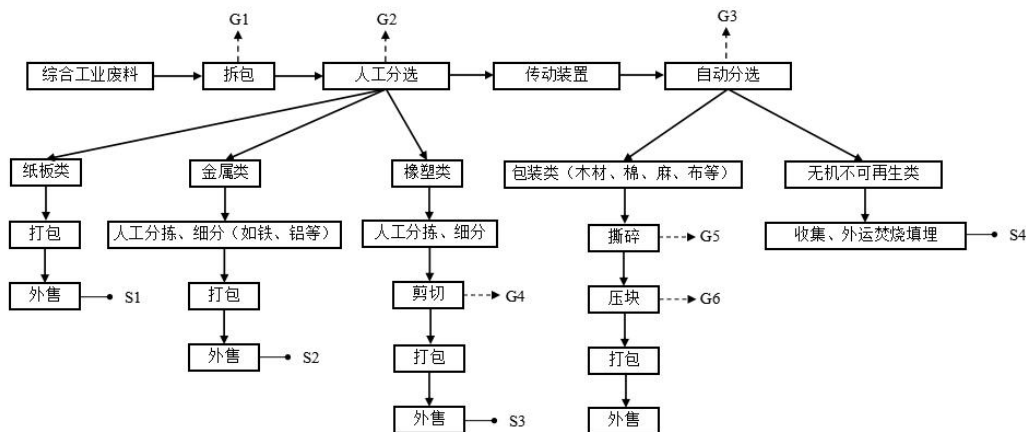 G1
G2
G3
综合工业废料
拆包
人工分选
传动装置
自动分选
纸板类
金属类
橡塑类
包装类（木材、棉、麻、布等）
无机不可再生类
打包
人工分拣、细分（如铁、铝等）
人工分拣、细分
撕碎
G5
收集、外运焚烧填埋
S4
外售
S1
打包
剪切
G4
压块
G6
外售
S2
打包
打包
外售
S3
外售